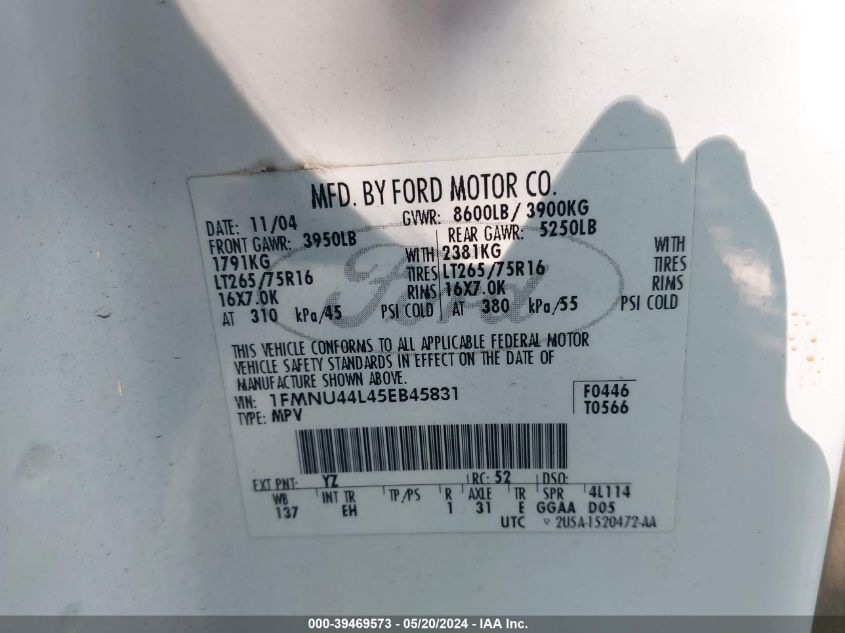 MFD. BY FORD MOTOR CO.
DATE: 11/04 GVWR: 8600LB/ 3900KG
FRONT GAWR: 3950LB REAR GAWR: 5250LB
1791KG WITH 2381KG WITH
LT265/75R16 TIRES LT265/75R16 TIRES
16X7.0K RIMS 16X7.0K RIMS
AT 310 kPa/45 PSI COLD AT 380 kPa/55 PSI COLD
Ford
THIS VEHICLE CONFORMS TO ALL APPLICABLE FEDERAL MOTOR
VEHICLE SAFETY STANDARDS IN EFFECT ON THE DATE OF
MANUFACTURE SHOWN ABOVE.
VIN: 1FMNU44L45EB45831 F0446
TYPE: MPV T0566
EXT PNT: YZ RC: 52 DSO:
WB INT TR TP/PS R AXLE TR SPR 4L114
137 EH 1 31 E GGAA D05
UTC ▽ 2U5A-1520472-AA
000-39469573 - 05/20/2024 - IAA Inc.